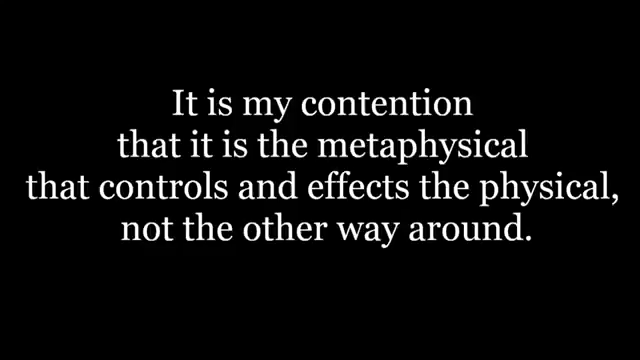 It is my contention
that it is the metaphysical
that controls and effects the physical,
not the other way around.